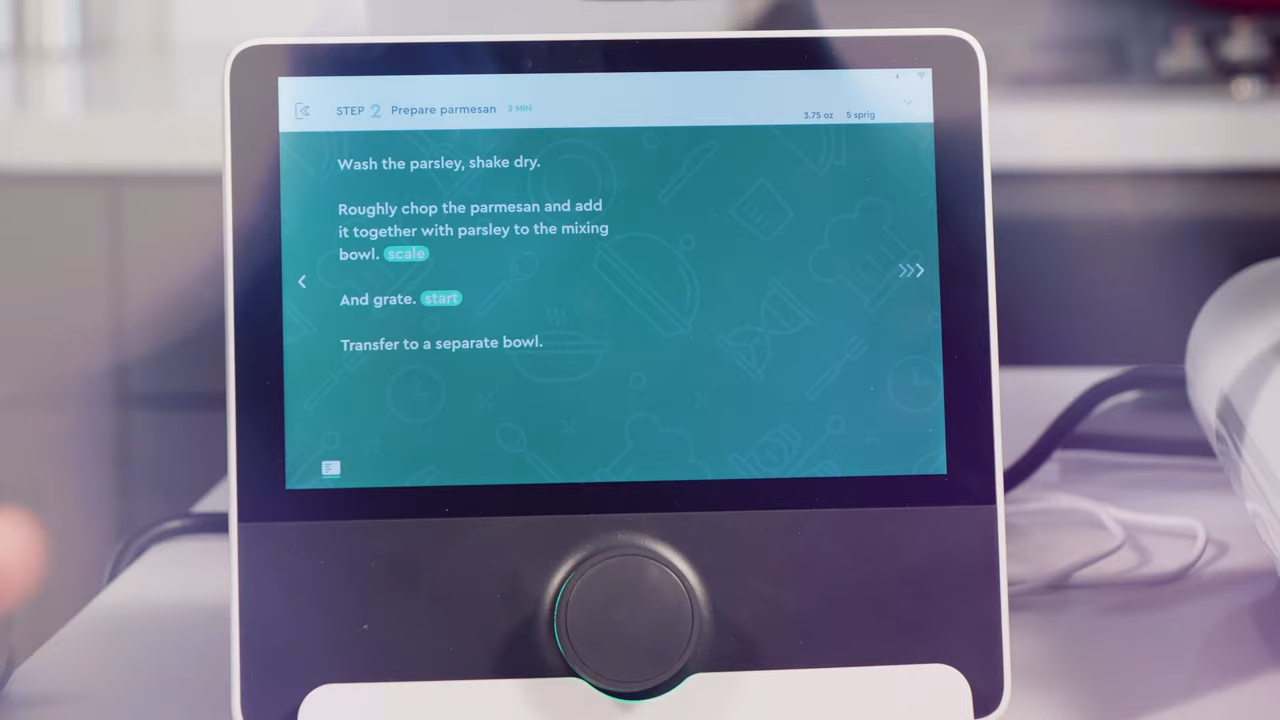 STEP 2 Prepare parmesan 2 MIN
3.75 oz 5 sprig
Wash the parsley, shake dry.
Roughly chop the parmesan and add
it together with parsley to the mixing
bowl. scale
And grate. start
Transfer to a separate bowl.